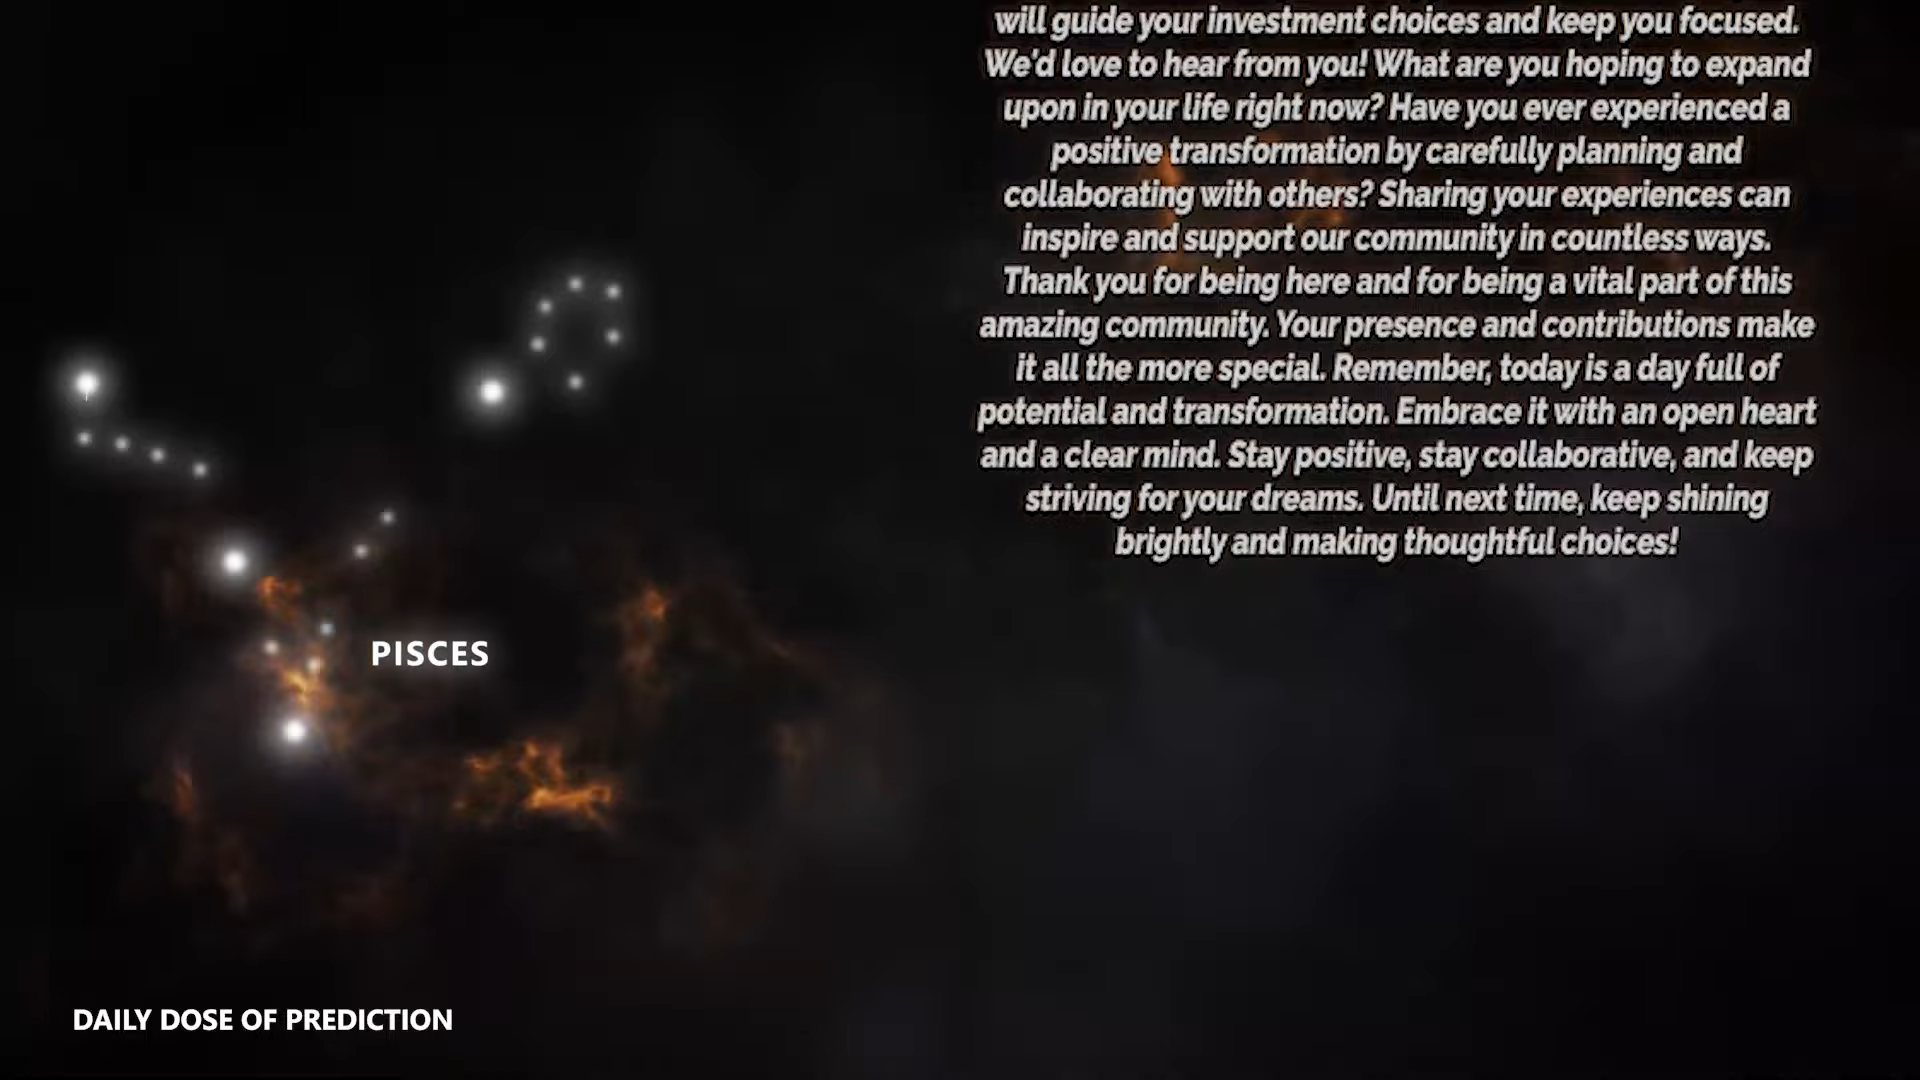 will guide your investment choices and keep you focused.
We'd love to hear from you! What are you hoping to expand
upon in your life right now? Have you ever experienced a
positive transformation by carefully planning and
collaborating with others? Sharing your experiences can
inspire and support our community in countless ways.
Thank you for being here and for being a vital part of this
amazing community. Your presence and contributions make
it all the more special. Remember, today is a day full of
potential and transformation. Embrace it with an open heart
and a clear mind. Stay positive, stay collaborative, and keep
striving for your dreams. Until next time, keep shining
brightly and making thoughtful choices!
PISCES
DAILY DOSE OF PREDICTION